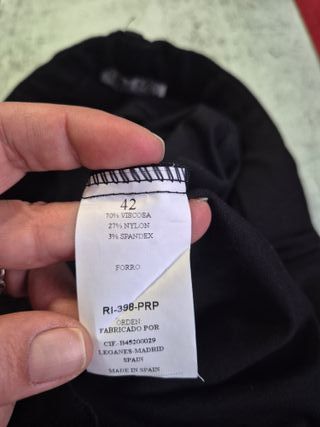 42
70% VISCOSA
27% NYLON
3% SPANDEX
FORRO
RI-398-PRP
ORDEN
FABRICADO POR
CIF-B45200029
LEGANES-MADRID
SPAIN
MADE IN SPAIN